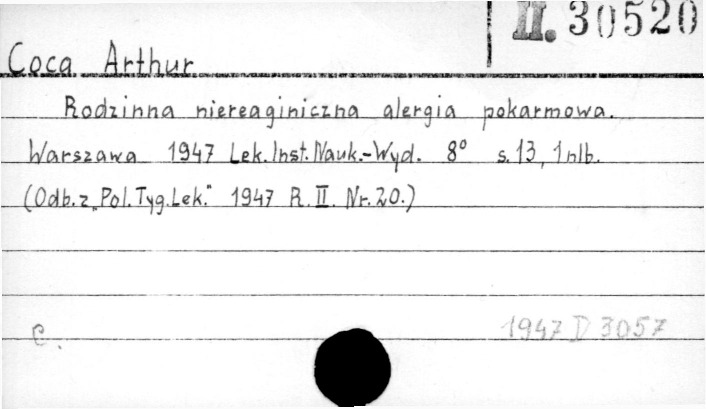 II. 30520
Coca Arthur
Rodzinna niereaginiczna alergia pokarmowa.
Warszawa 1947 Lek. Inst. Nauk.-Wyd. 8° s. 13, 1 nlb.
(Odb. z „Pol. Tyg. Lek." 1947 R. II. Nr. 20.)
1947 D 3057
C.